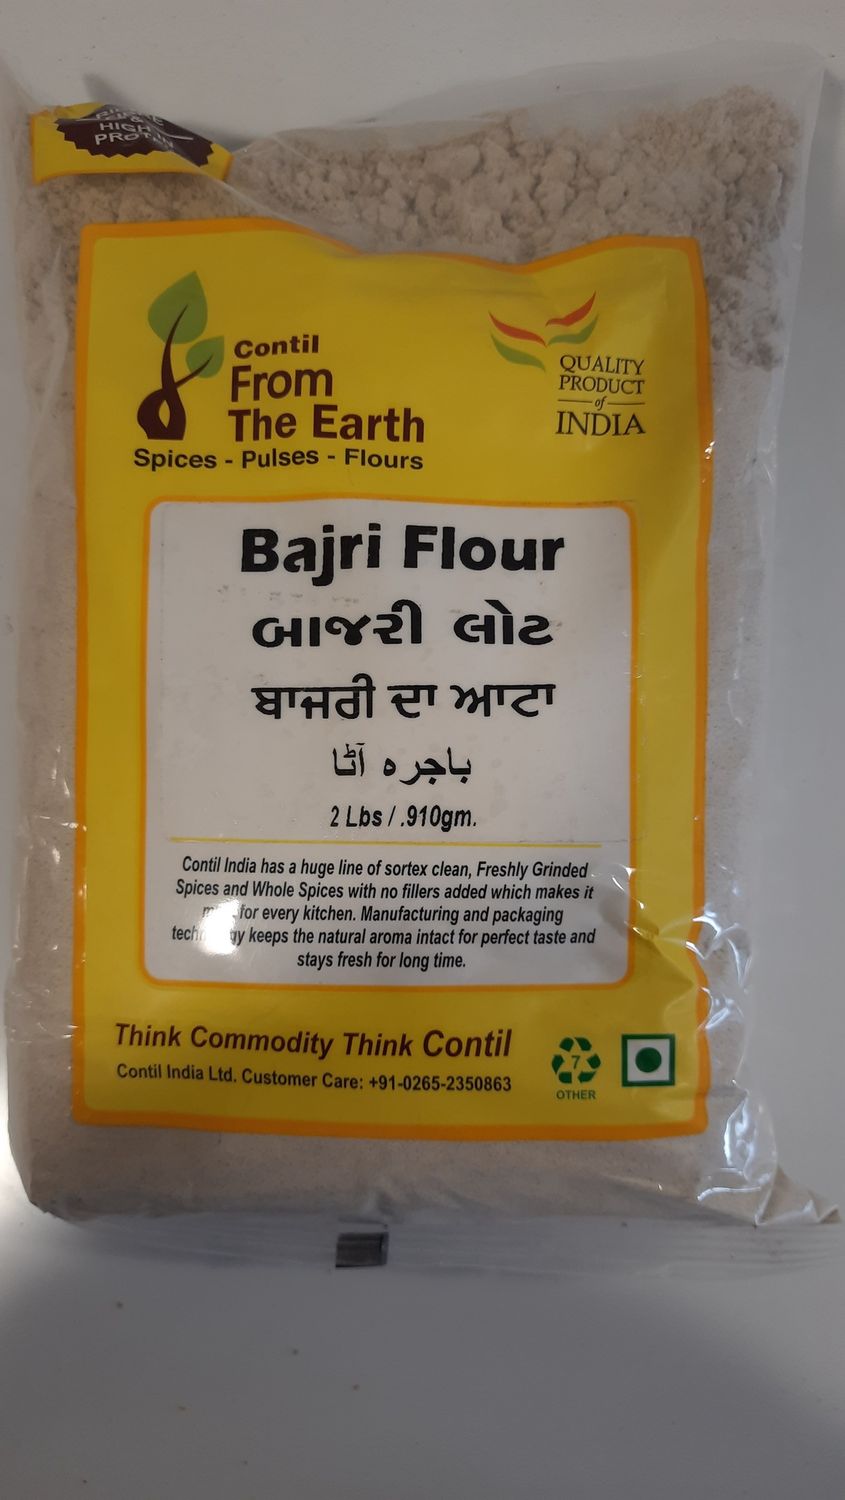 HIGH IN
PROTEIN
Contil
From
The Earth
Spices - Pulses - Flours
QUALITY
PRODUCT
of
INDIA
Bajri Flour
બાજરી લોટ
ਬਾਜਰੀ ਦਾ ਆਟਾ
باجرہ آٹا
2 Lbs / .910gm.
Contil India has a huge line of sortex clean, Freshly Grinded
Spices and Whole Spices with no fillers added which makes it
for every kitchen. Manufacturing and packaging
keeps the natural aroma intact for perfect taste and
stays fresh for long time.
Think Commodity Think Contil
Contil India Ltd. Customer Care: +91-0265-2350863
7
OTHER